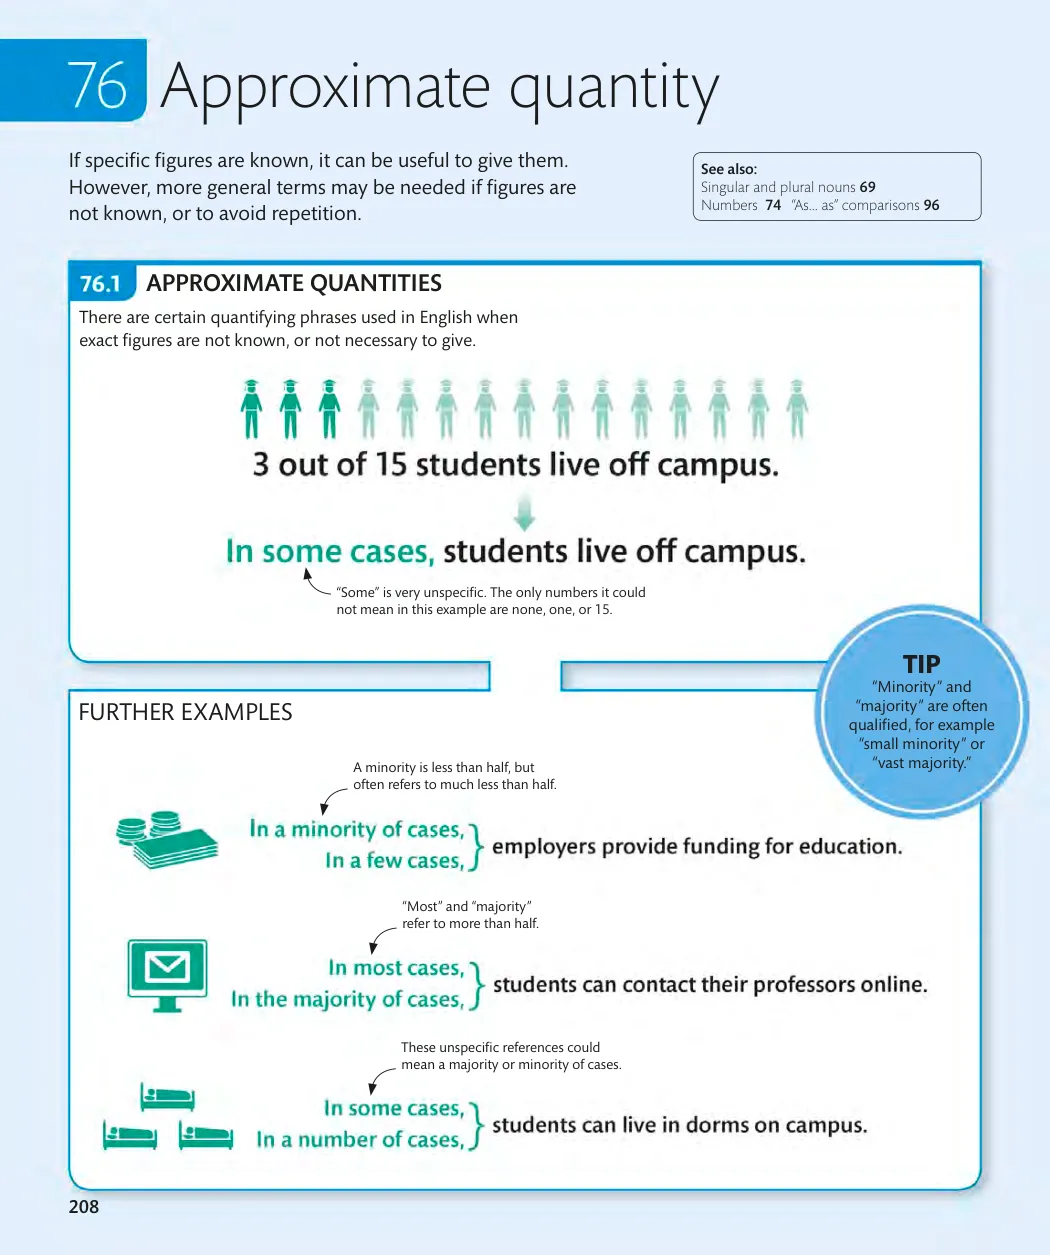 76 Approximate quantity
If specific figures are known, it can be useful to give them.
However, more general terms may be needed if figures are
not known, or to avoid repetition.
See also:
Singular and plural nouns 69
Numbers 74 “As... as” comparisons 96
76.1 APPROXIMATE QUANTITIES
There are certain quantifying phrases used in English when
exact figures are not known, or not necessary to give.
3 out of 15 students live off campus.
In some cases, students live off campus.
“Some” is very unspecific. The only numbers it could
not mean in this example are none, one, or 15.
TIP
“Minority” and
“majority” are often
qualified, for example
“small minority” or
“vast majority.”
FURTHER EXAMPLES
A minority is less than half, but
often refers to much less than half.
In a minority of cases,
In a few cases,
employers provide funding for education.
“Most” and “majority”
refer to more than half.
In most cases,
In the majority of cases,
students can contact their professors online.
These unspecific references could
mean a majority or minority of cases.
In some cases,
In a number of cases,
students can live in dorms on campus.
208